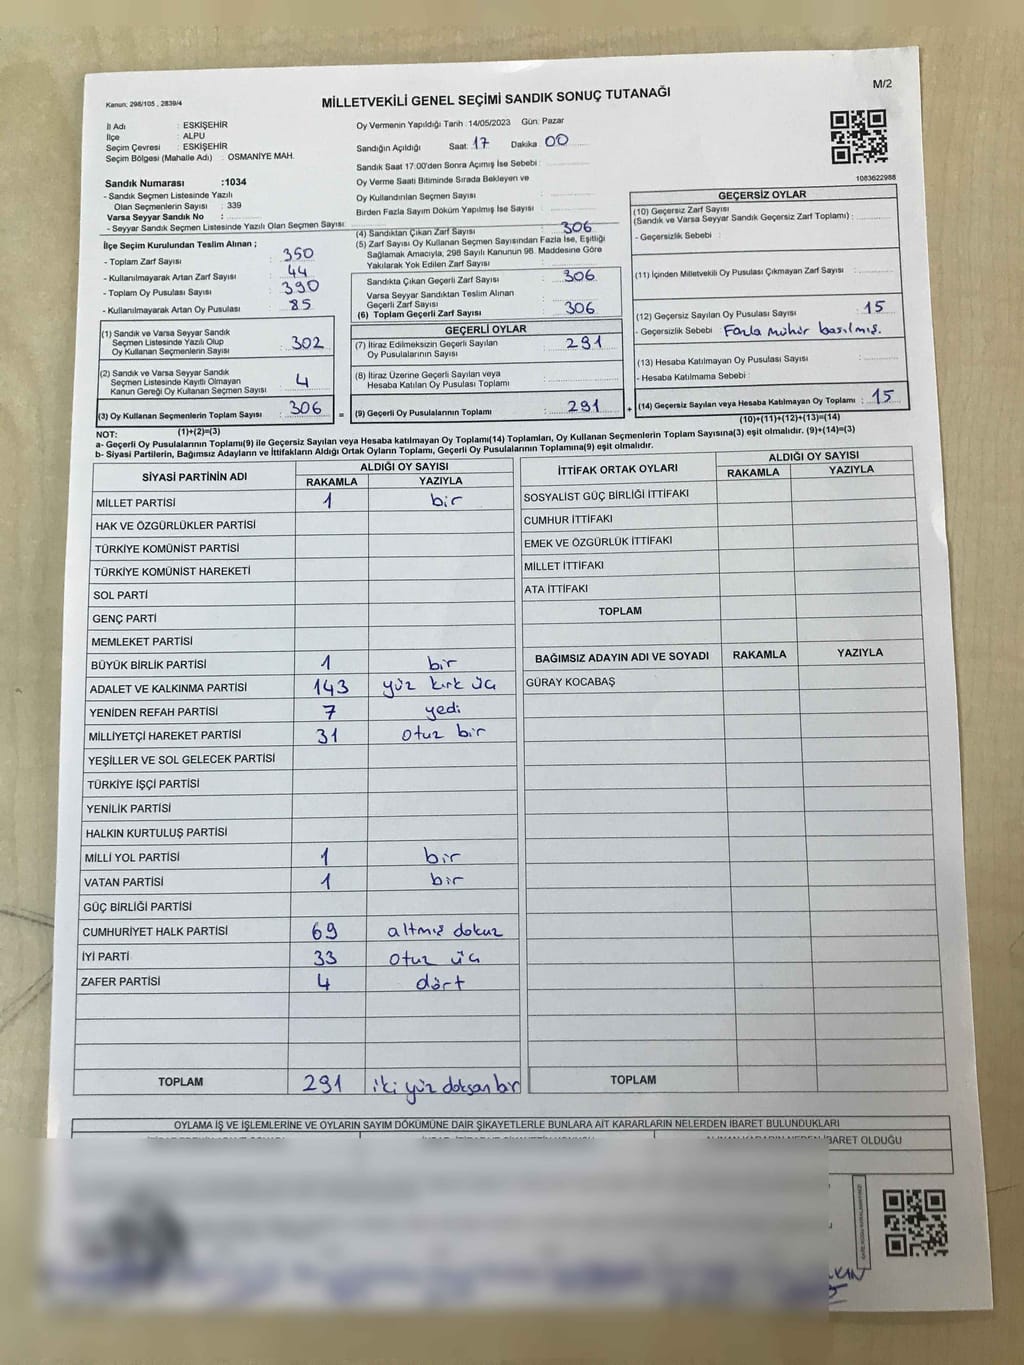 Kanun; 298/105 , 2839/4
M/2
MİLLETVEKİLİ GENEL SEÇİMİ SANDIK SONUÇ TUTANAĞI
İl Adı : ESKİŞEHİR
İlçe : ALPU
Seçim Çevresi : ESKİŞEHİR
Seçim Bölgesi (Mahalle Adı) : OSMANİYE MAH.
Oy Vermenin Yapıldığı Tarih : 14/05/2023 Gün: Pazar
Sandığın Açıldığı Saat: 17 Dakika 00
Sandık Saat 17:00'den Sonra Açımış İse Sebebi :
Oy Verme Saati Bitiminde Sırada Bekleyen ve
Oy Kullandırılan Seçmen Sayısı :
Birden Fazla Sayım Döküm Yapılmış İse Sayısı :
1083622988
Sandık Numarası :1034
- Sandık Seçmen Listesinde Yazılı
Olan Seçmenlerin Sayısı : 339
Varsa Seyyar Sandık No :
- Seyyar Sandık Seçmen Listesinde Yazılı Olan Seçmen Sayısı:
İlçe Seçim Kurulundan Teslim Alınan ;
- Toplam Zarf Sayısı : 350
- Kullanılmayarak Artan Zarf Sayısı : 44
- Toplam Oy Pusulası Sayısı : 390
- Kullanılmayarak Artan Oy Pusulası : 85
(1) Sandık ve Varsa Seyyar Sandık
Seçmen Listesinde Yazılı Olup
Oy Kullanan Seçmenlerin Sayısı : 302
(2) Sandık ve Varsa Seyyar Sandık
Seçmen Listesinde Kayıtlı Olmayan
Kanun Gereği Oy Kullanan Seçmen Sayısı : 4
(3) Oy Kullanan Seçmenlerin Toplam Sayısı : 306
(1)+(2)=(3)
(4) Sandıktan Çıkan Zarf Sayısı : 306
(5) Zarf Sayısı Oy Kullanan Seçmen Sayısından Fazla İse, Eşitliği
Sağlamak Amacıyla, 298 Sayılı Kanunun 98. Maddesine Göre
Yakılarak Yok Edilen Zarf Sayısı :
Sandıkta Çıkan Geçerli Zarf Sayısı : 306
Varsa Seyyar Sandıktan Teslim Alınan
Geçerli Zarf Sayısı :
(6) Toplam Geçerli Zarf Sayısı : 306
GEÇERLİ OYLAR
(7) İtiraz Edilmeksizin Geçerli Sayılan
Oy Pusulalarının Sayısı : 291
(8) İtiraz Üzerine Geçerli Sayılan veya
Hesaba Katılan Oy Pusulası Toplamı :
= (9) Geçerli Oy Pusulalarının Toplamı : 291 +
GEÇERSİZ OYLAR
(10) Geçersiz Zarf Sayısı
(Sandık ve Varsa Seyyar Sandık Geçersiz Zarf Toplamı) :
- Geçersizlik Sebebi :
(11) İçinden Milletvekili Oy Pusulası Çıkmayan Zarf Sayısı :
(12) Geçersiz Sayılan Oy Pusulası Sayısı : 15
- Geçersizlik Sebebi : Fazla mühür basılmış.
(13) Hesaba Katılmayan Oy Pusulası Sayısı :
- Hesaba Katılmama Sebebi :
(14) Geçersiz Sayılan veya Hesaba Katılmayan Oy Toplamı : 15
(10)+(11)+(12)+(13)=(14)
NOT:
a- Geçerli Oy Pusulalarının Toplamı(9) ile Geçersiz Sayılan veya Hesaba katılmayan Oy Toplamı(14) Toplamları, Oy Kullanan Seçmenlerin Toplam Sayısına(3) eşit olmalıdır. (9)+(14)=(3)
b- Siyasi Partilerin, Bağımsız Adayların ve İttifakların Aldığı Ortak Oyların Toplamı, Geçerli Oy Pusulalarının Toplamına(9) eşit olmalıdır.
SİYASİ PARTİNİN ADI ALDIĞI OY SAYISI
RAKAMLA YAZIYLA
MİLLET PARTİSİ 1 bir
HAK VE ÖZGÜRLÜKLER PARTİSİ
TÜRKİYE KOMÜNİST PARTİSİ
TÜRKİYE KOMÜNİST HAREKETİ
SOL PARTİ
GENÇ PARTİ
MEMLEKET PARTİSİ
BÜYÜK BİRLİK PARTİSİ 1 bir
ADALET VE KALKINMA PARTİSİ 143 yüz kırk üç
YENİDEN REFAH PARTİSİ 7 yedi
MİLLİYETÇİ HAREKET PARTİSİ 31 otuz bir
YEŞİLLER VE SOL GELECEK PARTİSİ
TÜRKİYE İŞÇİ PARTİSİ
YENİLİK PARTİSİ
HALKIN KURTULUŞ PARTİSİ
MİLLİ YOL PARTİSİ 1 bir
VATAN PARTİSİ 1 bir
GÜÇ BİRLİĞİ PARTİSİ
CUMHURİYET HALK PARTİSİ 69 altmış dokuz
İYİ PARTİ 33 otuz üç
ZAFER PARTİSİ 4 dört
TOPLAM 291 iki yüz doksan bir
İTTİFAK ORTAK OYLARI ALDIĞI OY SAYISI
RAKAMLA YAZIYLA
SOSYALİST GÜÇ BİRLİĞİ İTTİFAKI
CUMHUR İTTİFAKI
EMEK VE ÖZGÜRLÜK İTTİFAKI
MİLLET İTTİFAKI
ATA İTTİFAKI
TOPLAM
BAĞIMSIZ ADAYIN ADI VE SOYADI RAKAMLA YAZIYLA
GÜRAY KOCABAŞ
TOPLAM
OYLAMA İŞ VE İŞLEMLERİNE VE OYLARIN SAYIM DÖKÜMÜNE DAİR ŞİKAYETLERLE BUNLARA AİT KARARLARIN NELERDEN İBARET BULUNDUKLARI
İBARET OLDUĞU